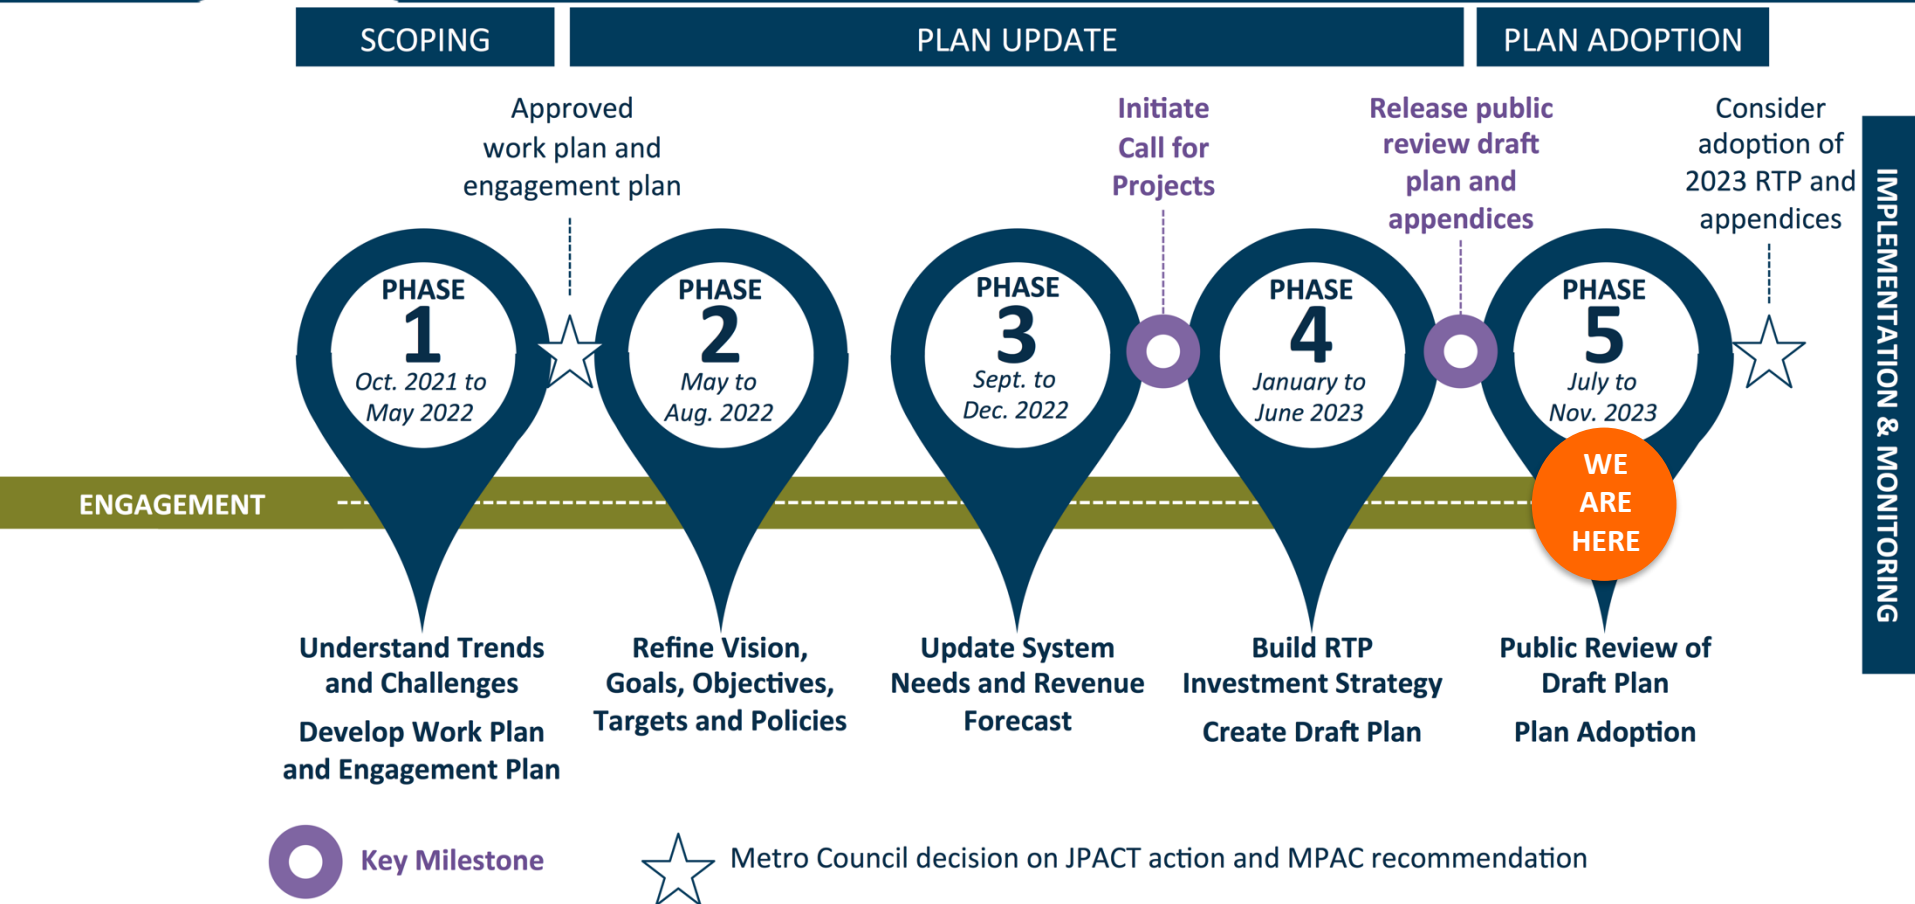 SCOPING
PLAN UPDATE
PLAN ADOPTION
Approved
work plan and
engagement plan
Initiate
Call for
Projects
Release public
review draft
plan and
appendices
Consider
adoption of
2023 RTP and
appendices
PHASE
1
Oct. 2021 to
May 2022
PHASE
2
May to
Aug. 2022
PHASE
3
Sept. to
Dec. 2022
PHASE
4
January to
June 2023
PHASE
5
July to
Nov. 2023
WE
ARE
HERE
ENGAGEMENT
IMPLEMENTATION & MONITORING
Understand Trends
and Challenges
Develop Work Plan
and Engagement Plan
Refine Vision,
Goals, Objectives,
Targets and Policies
Update System
Needs and Revenue
Forecast
Build RTP
Investment Strategy
Create Draft Plan
Public Review of
Draft Plan
Plan Adoption
Key Milestone
Metro Council decision on JPACT action and MPAC recommendation